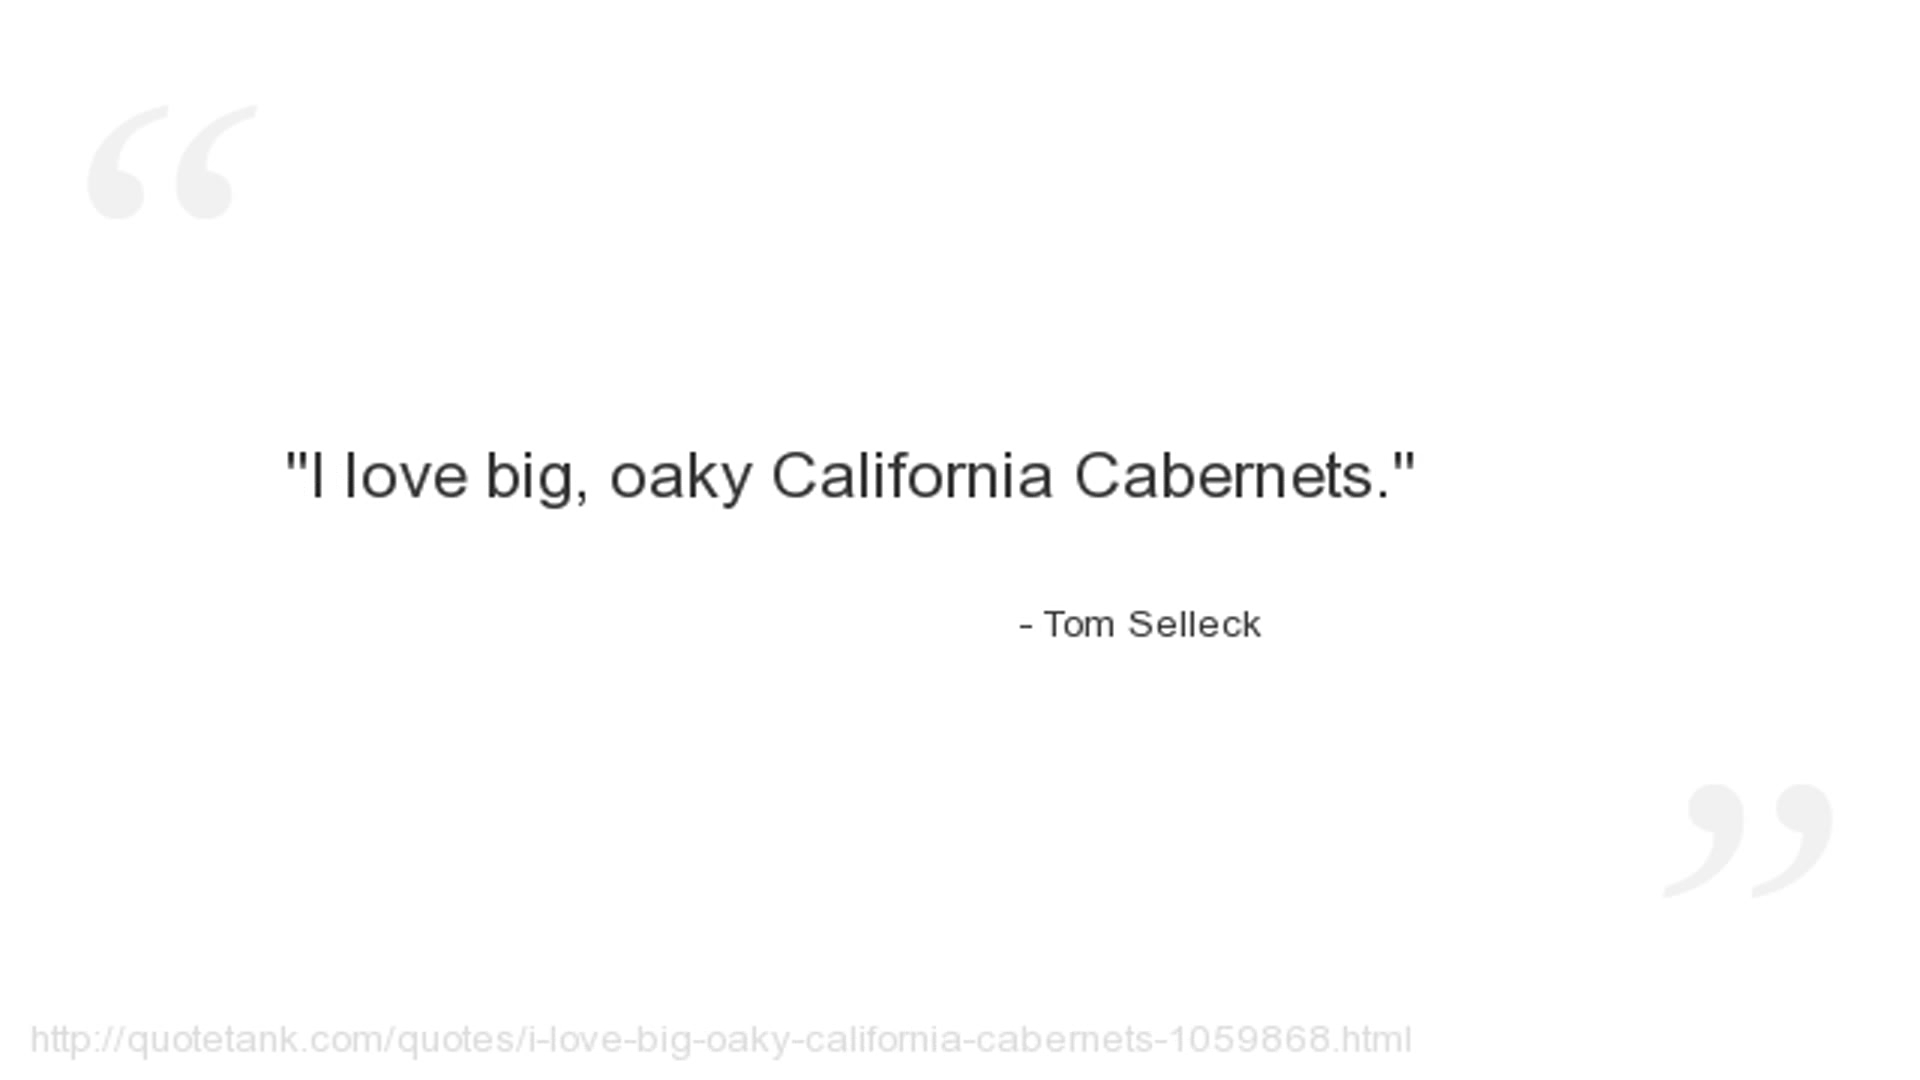 "I love big, oaky California Cabernets."
- Tom Selleck
http://quotetank.com/quotes/i-love-big-oaky-california-cabernets-1059868.html